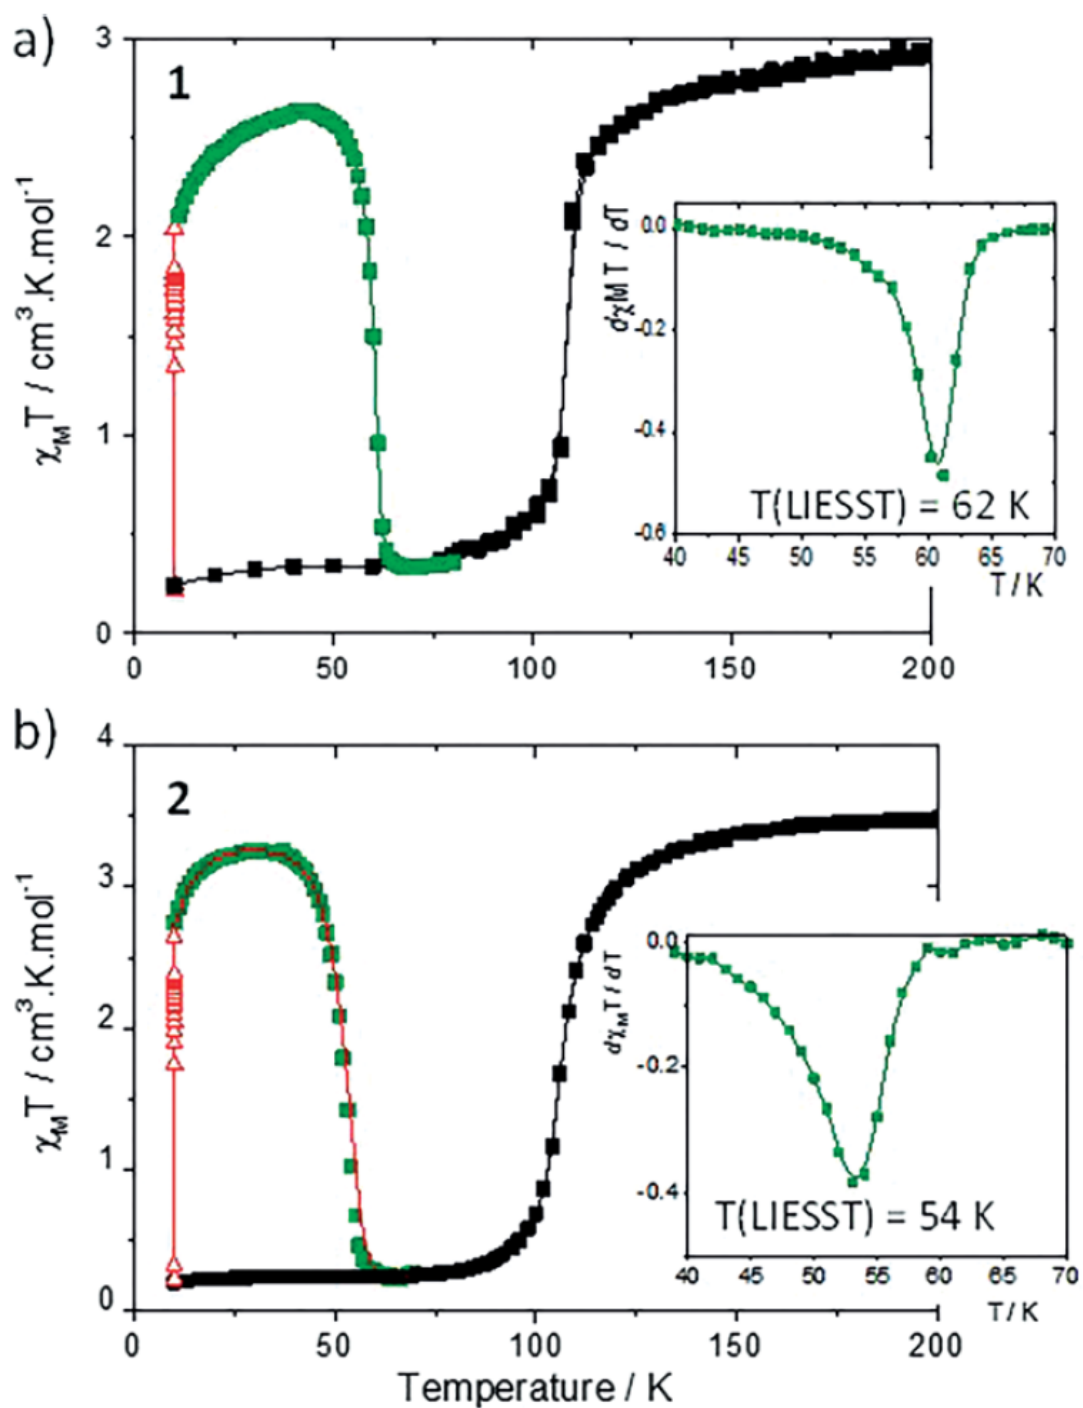 a)
1
3
2
1
0
χMT / cm3.K.mol-1
0 50 100 150 200
dχM T / dT
0.0
-0.2
-0.4
-0.6
T(LIESST) = 62 K
40 45 50 55 60 65 70
T / K
b)
2
4
3
2
1
0
χMT / cm3.K.mol-1
0 50 100 150 200
Temperature / K
dχMT / dT
0.0
-0.2
-0.4
T(LIESST) = 54 K
40 45 50 55 60 65 70
T / K